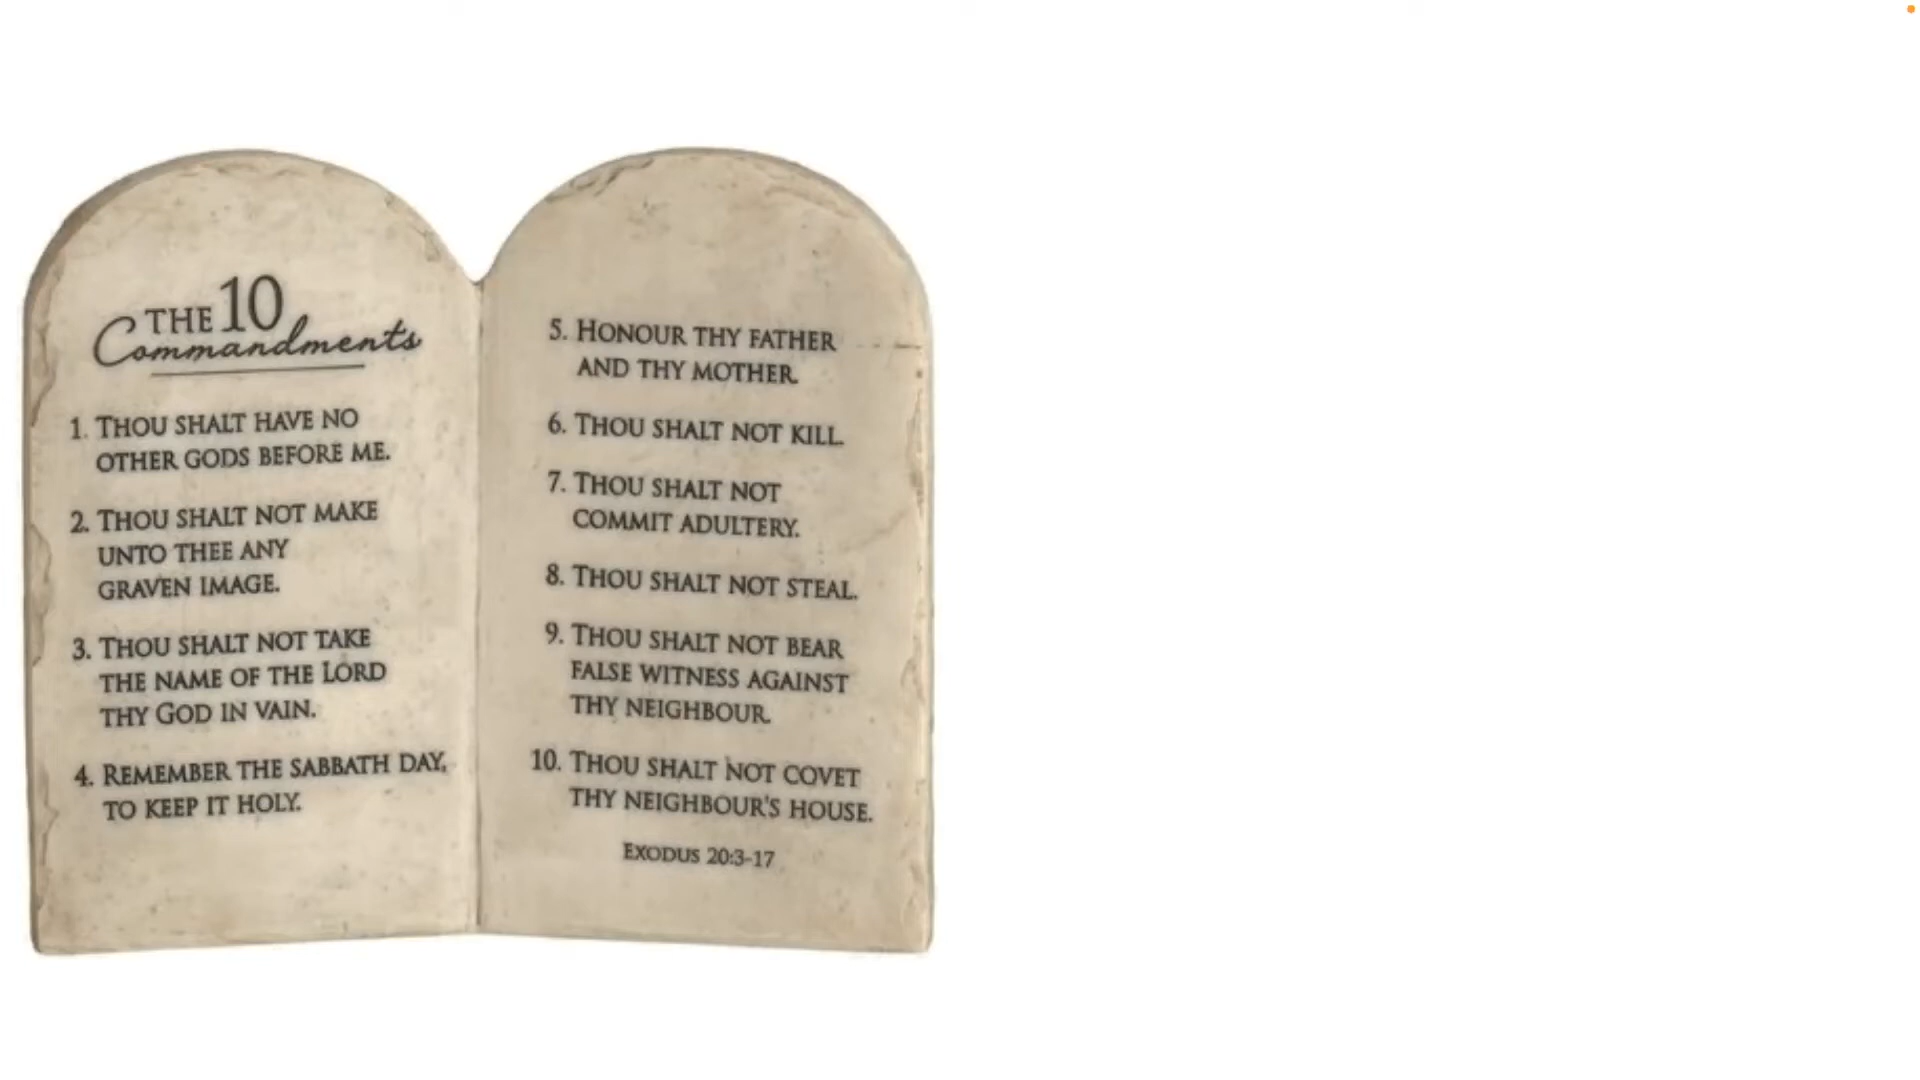 THE 10
Commandments
1. THOU SHALT HAVE NO
OTHER GODS BEFORE ME.
2. THOU SHALT NOT MAKE
UNTO THEE ANY
GRAVEN IMAGE.
3. THOU SHALT NOT TAKE
THE NAME OF THE LORD
THY GOD IN VAIN.
4. REMEMBER THE SABBATH DAY,
TO KEEP IT HOLY.
5. HONOUR THY FATHER
AND THY MOTHER.
6. THOU SHALT NOT KILL.
7. THOU SHALT NOT
COMMIT ADULTERY.
8. THOU SHALT NOT STEAL.
9. THOU SHALT NOT BEAR
FALSE WITNESS AGAINST
THY NEIGHBOUR.
10. THOU SHALT NOT COVET
THY NEIGHBOUR'S HOUSE.
EXODUS 20:3-17